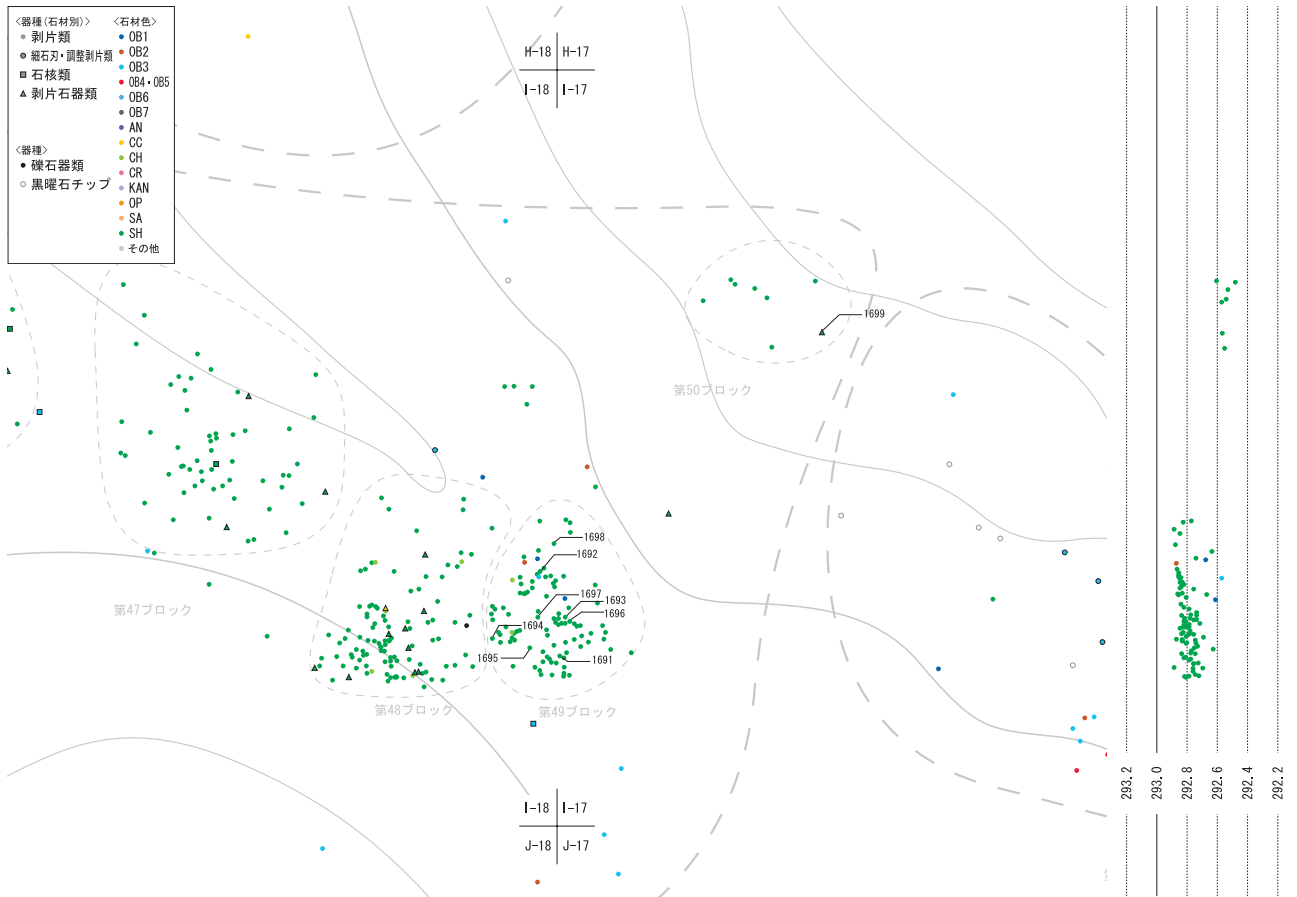 〈器種(石材別)〉
剥片類
細石刃・調整剥片類
石核類
剥片石器類
〈器種〉
礫石器類
黒曜石チップ
〈石材色〉
OB1
OB2
OB3
OB4・OB5
OB6
OB7
AN
CC
CH
CR
KAN
OP
SA
SH
その他
H-18 H-17
I-18 I-17
1699
第50ブロック
1698
1692
1697
1693
1696
1694
1695
1691
第47ブロック
第48ブロック
第49ブロック
I-18 I-17
J-18 J-17
293.2
293.0
292.8
292.6
292.4
292.2